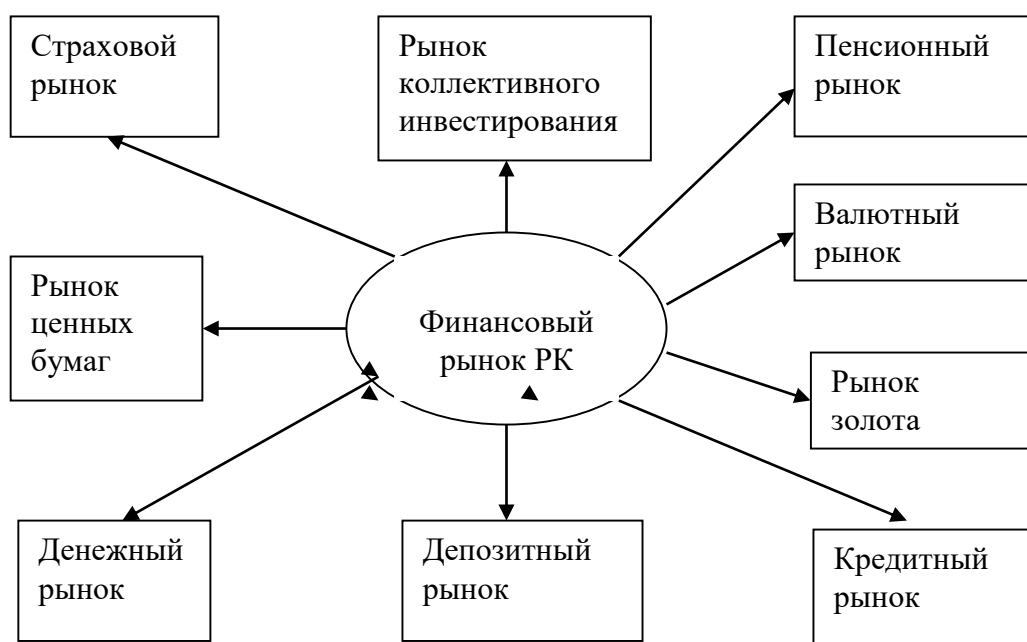 Страховой
рынок
Рынок
коллективного
инвестирования
Пенсионный
рынок
Валютный
рынок
Рынок
ценных
бумаг
Финансовый
рынок РК
Рынок
золота
Денежный
рынок
Депозитный
рынок
Кредитный
рынок